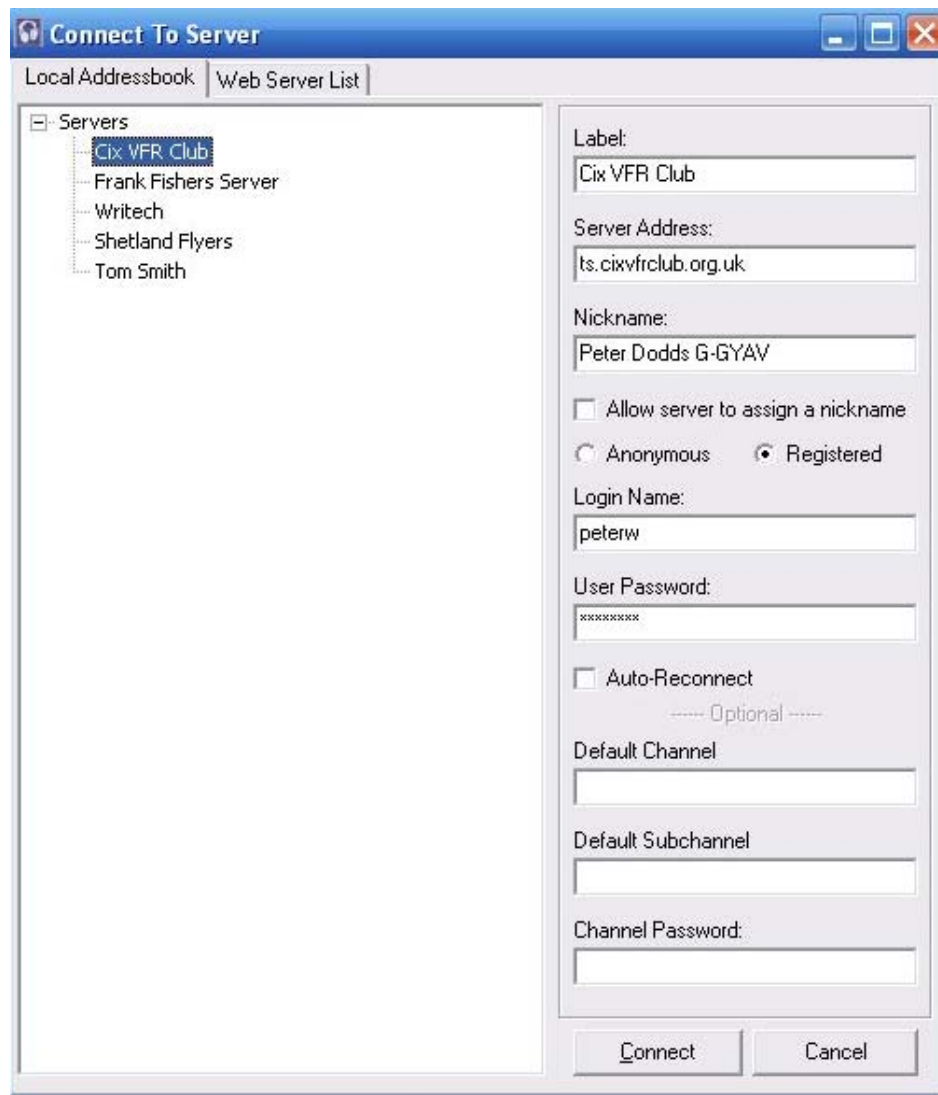 Connect To Server
Local Addressbook
Web Server List
Servers
Cix VFR Club
Frank Fishers Server
Writech
Shetland Flyers
Tom Smith
Label:
Cix VFR Club
Server Address:
ts.cixvfrclub.org.uk
Nickname:
Peter Dodds G-GYAV
Allow server to assign a nickname
Anonymous
Registered
Login Name:
peterw
User Password:
********
Auto-Reconnect
------ Optional ------
Default Channel
Default Subchannel
Channel Password:
Connect
Cancel